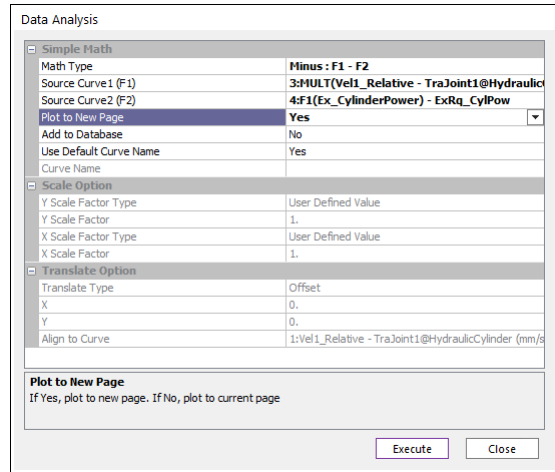 Data Analysis
Simple Math
Math Type Minus : F1 - F2
Source Curve1 (F1) 3:MULT(Vel1_Relative - TraJoint1@Hydraulic
Source Curve2 (F2) 4:F1(Ex_CylinderPower) - ExRq_CylPow
Plot to New Page Yes
Add to Database No
Use Default Curve Name Yes
Curve Name
Scale Option
Y Scale Factor Type User Defined Value
Y Scale Factor 1.
X Scale Factor Type User Defined Value
X Scale Factor 1.
Translate Option
Translate Type Offset
X 0.
Y 0.
Align to Curve 1:Vel1_Relative - TraJoint1@HydraulicCylinder (mm/s
Plot to New Page
If Yes, plot to new page. If No, plot to current page
Execute Close